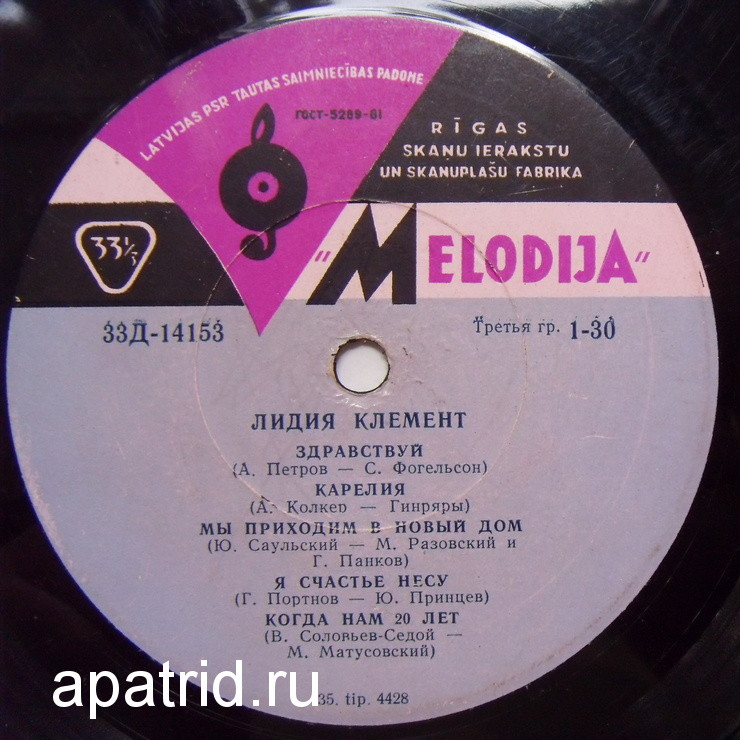 LATVIJAS PSR TAUTAS SAIMNIECĪBAS PADOME
ГОСТ-5289-61
RĪGAS
SKAŅU IERAKSTU
UN SKANUPLAŠU FABRIKA
33⅓
"MELODIJA"
33Д-14153
Третья гр. 1-30
ЛИДИЯ КЛЕМЕНТ
ЗДРАВСТВУЙ
(А. Петров — С. Фогельсон)
КАРЕЛИЯ
(А. Колкер — Гинряры)
МЫ ПРИХОДИМ В НОВЫЙ ДОМ
(Ю. Саульский — М. Разовский и
Г. Панков)
Я СЧАСТЬЕ НЕСУ
(Г. Портнов — Ю. Принцев)
КОГДА НАМ 20 ЛЕТ
(В. Соловьев-Седой —
М. Матусовский)
35. tip. 4428
apatrid.ru